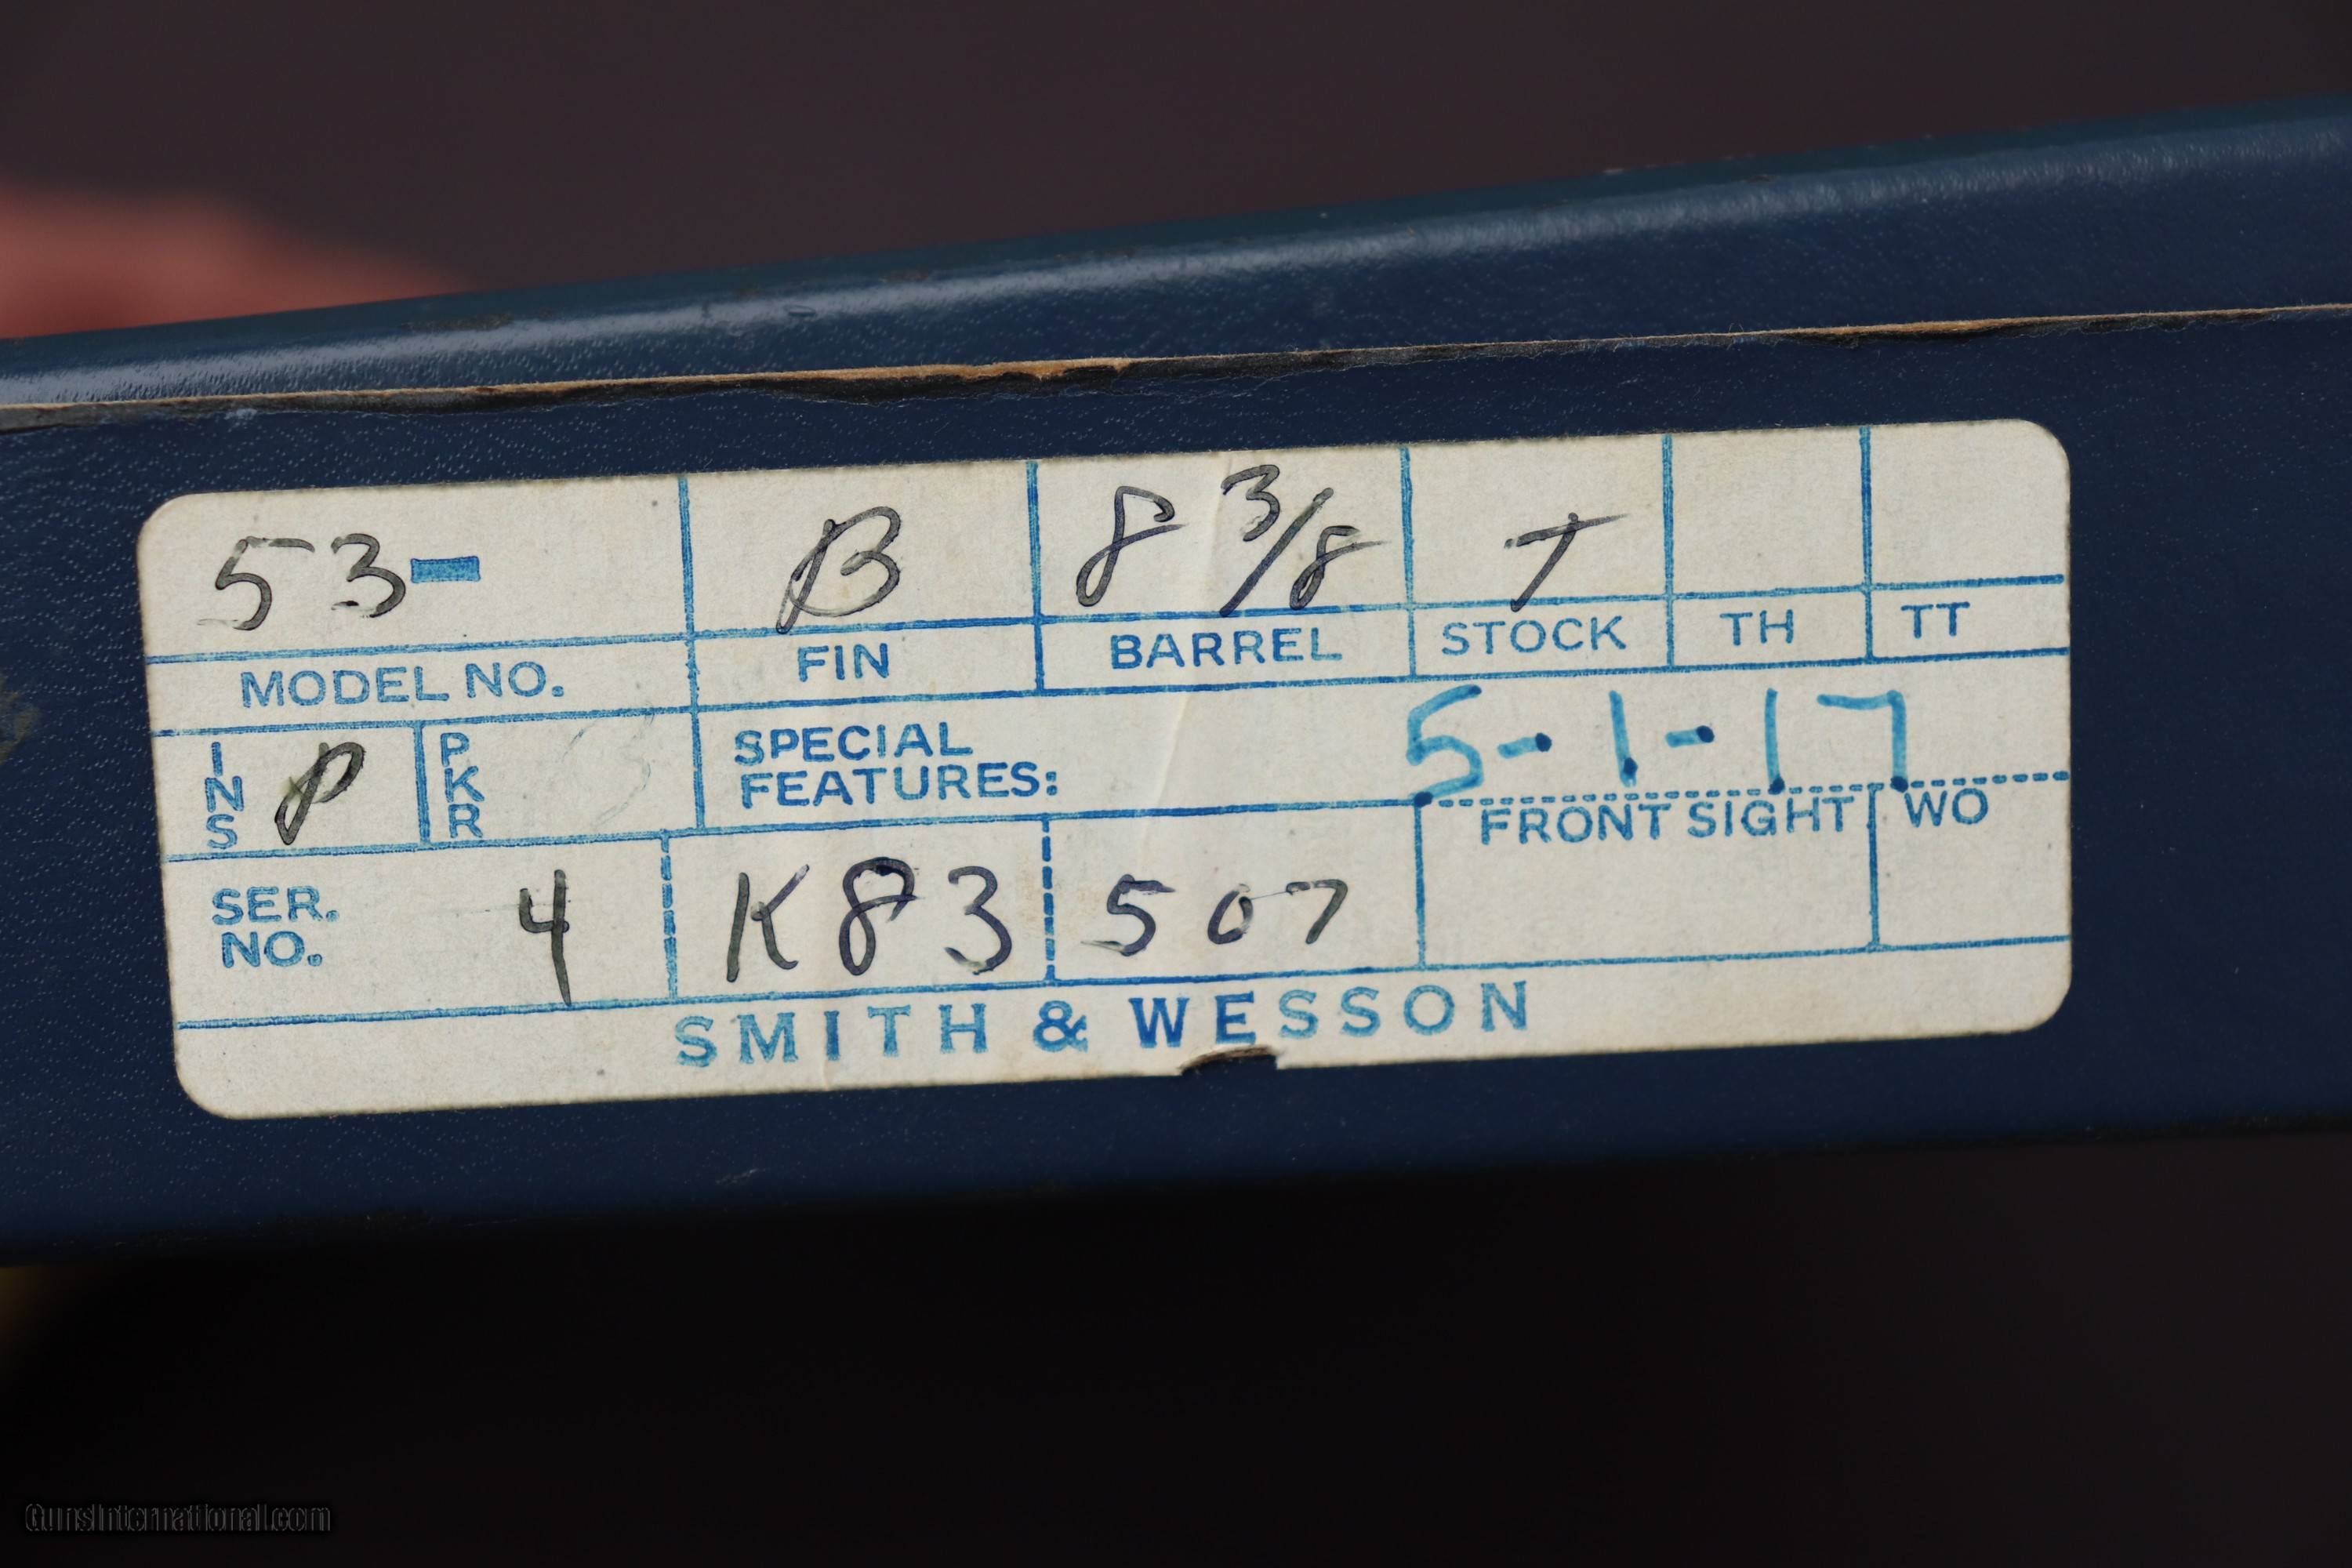 53- B 8 3/8 T
MODEL NO. FIN BARREL STOCK TH TT
INS P PKR SPECIAL FEATURES: 5-1-17
FRONT SIGHT WO
SER. NO. 4 K83 507
SMITH & WESSON
GunsInternational.com